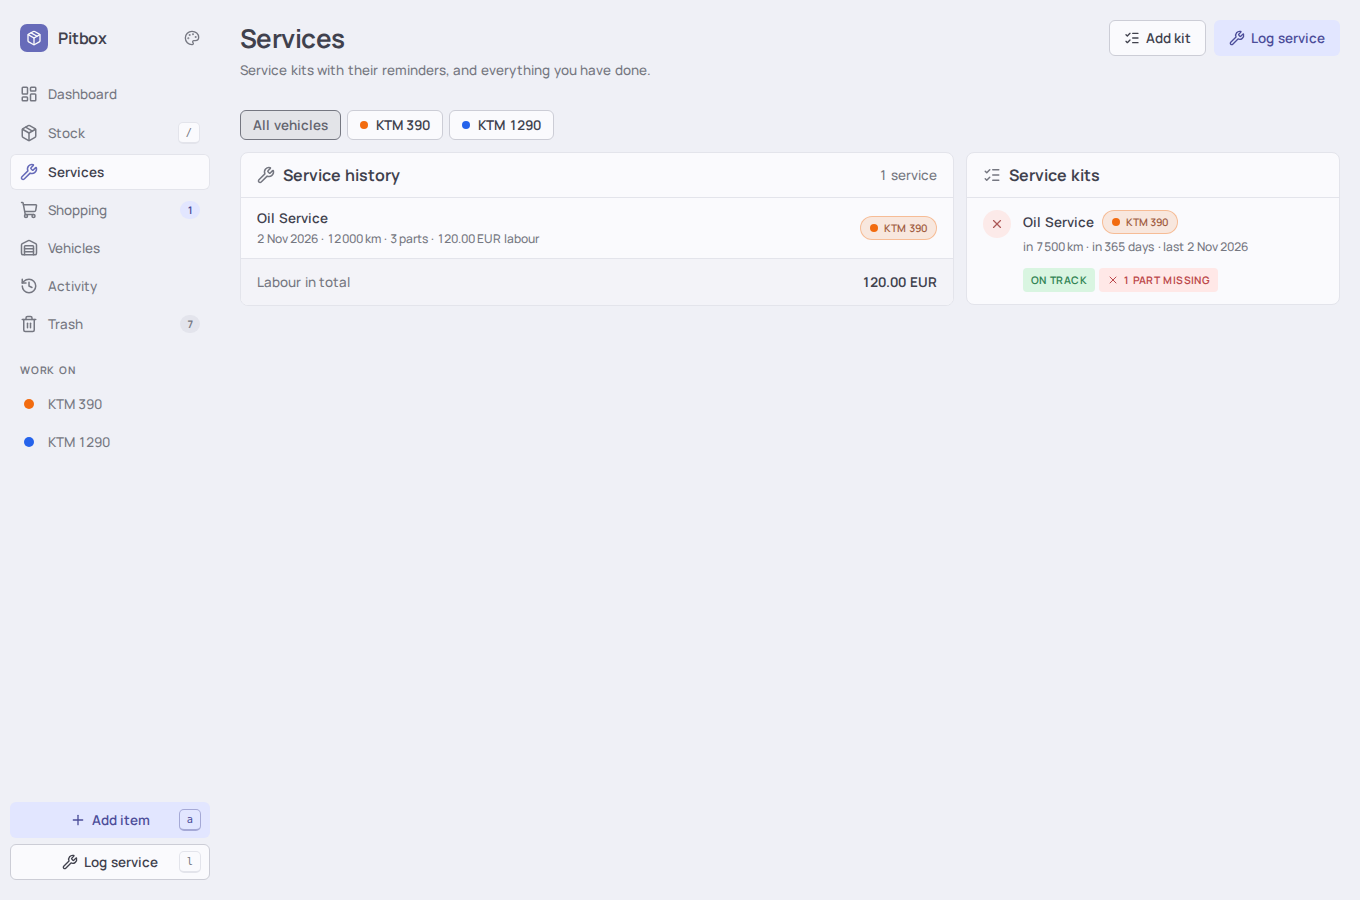 Pitbox
Dashboard
Stock /
Services
Shopping 1
Vehicles
Activity
Trash 7
WORK ON
KTM 390
KTM 1290
Add item a
Log service l
Services
Service kits with their reminders, and everything you have done.
Add kit
Log service
All vehicles
KTM 390
KTM 1290
Service history
1 service
Oil Service
2 Nov 2026 · 12 000 km · 3 parts · 120.00 EUR labour
KTM 390
Labour in total
120.00 EUR
Service kits
Oil Service
KTM 390
in 7 500 km · in 365 days · last 2 Nov 2026
ON TRACK
1 PART MISSING